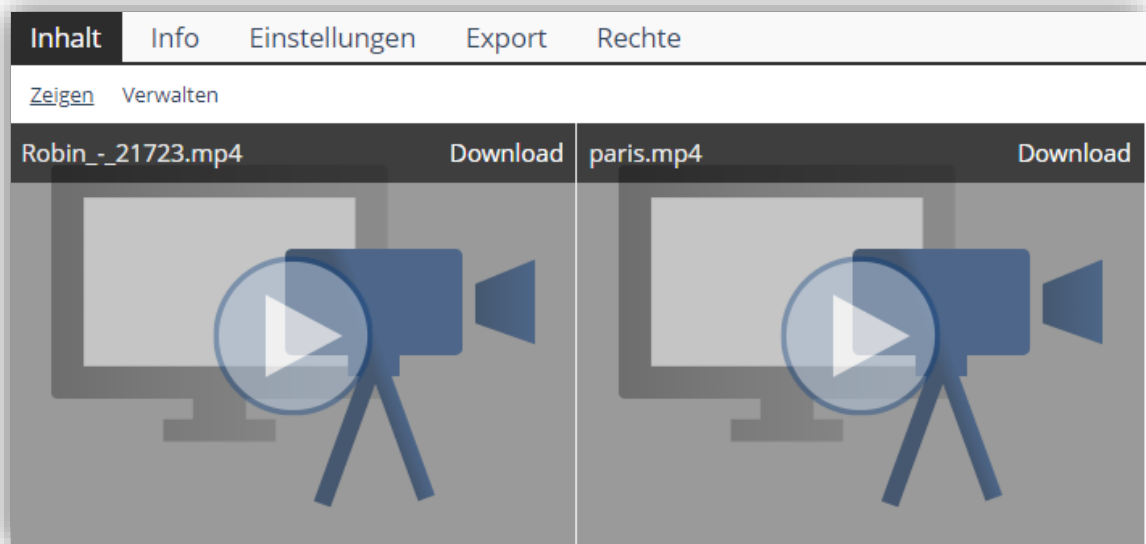 Inhalt Info Einstellungen Export Rechte
Zeigen Verwalten
Robin_-_21723.mp4 Download paris.mp4 Download